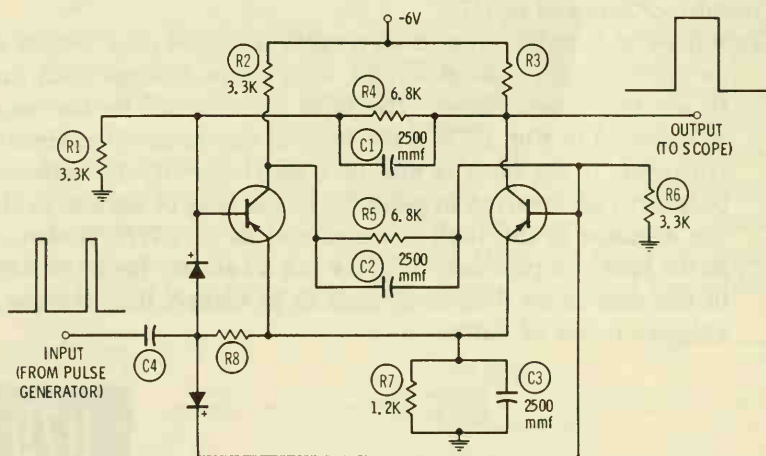 -6V
R2
3.3K
R3
R4
6.8K
C1
2500
mmf
R1
3.3K
OUTPUT
(TO SCOPE)
R5
6.8K
R6
3.3K
C2
2500
mmf
INPUT
(FROM PULSE
GENERATOR)
C4
+
R8
+
R7
1.2K
C3
2500
mmf